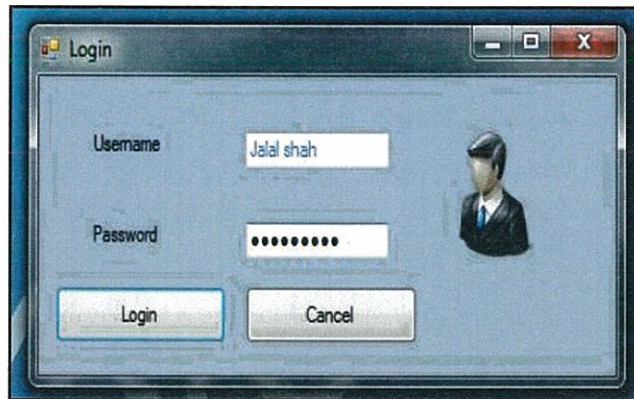 Login
Username
Jalal shah
Password
•••••••••
Login
Cancel